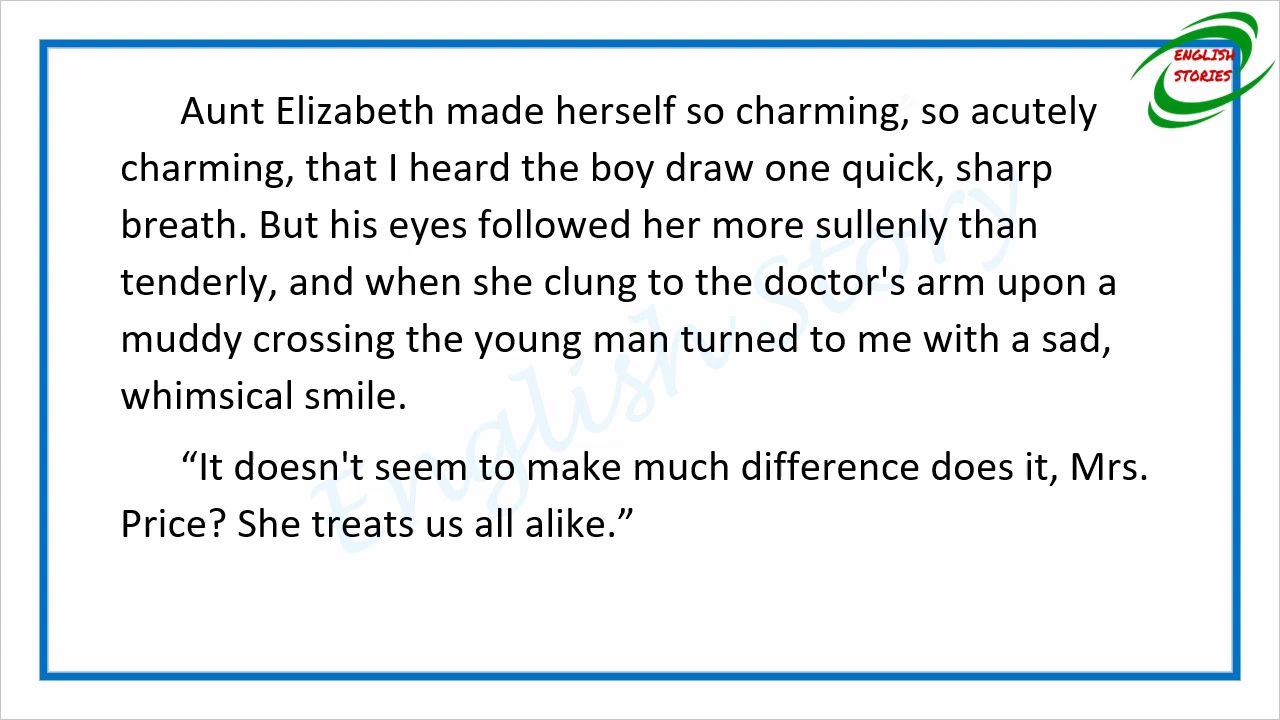 ENGLISH
STORIES
Aunt Elizabeth made herself so charming, so acutely
charming, that I heard the boy draw one quick, sharp
breath. But his eyes followed her more sullenly than
tenderly, and when she clung to the doctor's arm upon a
muddy crossing the young man turned to me with a sad,
whimsical smile.
“It doesn't seem to make much difference does it, Mrs.
Price? She treats us all alike.”
English Story